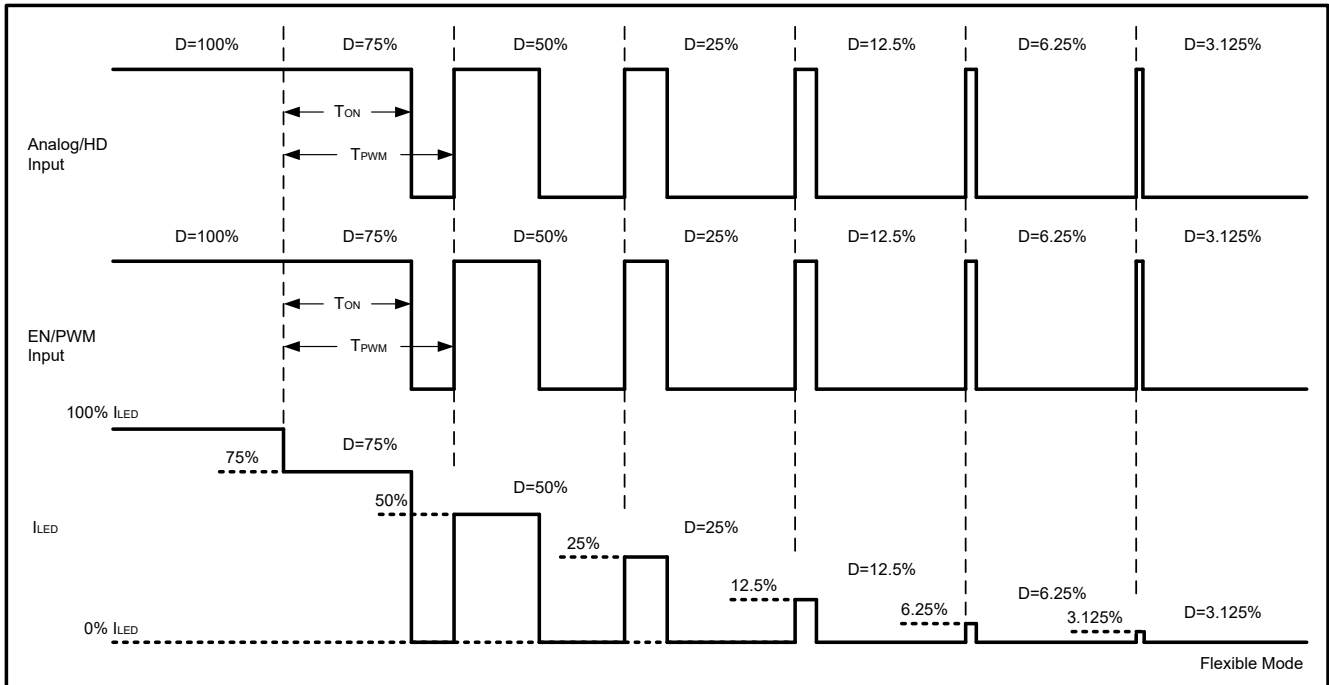 D=100% D=75% D=50% D=25% D=12.5% D=6.25% D=3.125%
TON
Analog/HD
Input
TPWM
D=100% D=75% D=50% D=25% D=12.5% D=6.25% D=3.125%
TON
EN/PWM
Input
TPWM
100% ILED
D=75%
75%
D=50%
50%
ILED
D=25%
25%
D=12.5%
12.5%
D=6.25%
6.25%
3.125%
D=3.125%
0% ILED
Flexible Mode